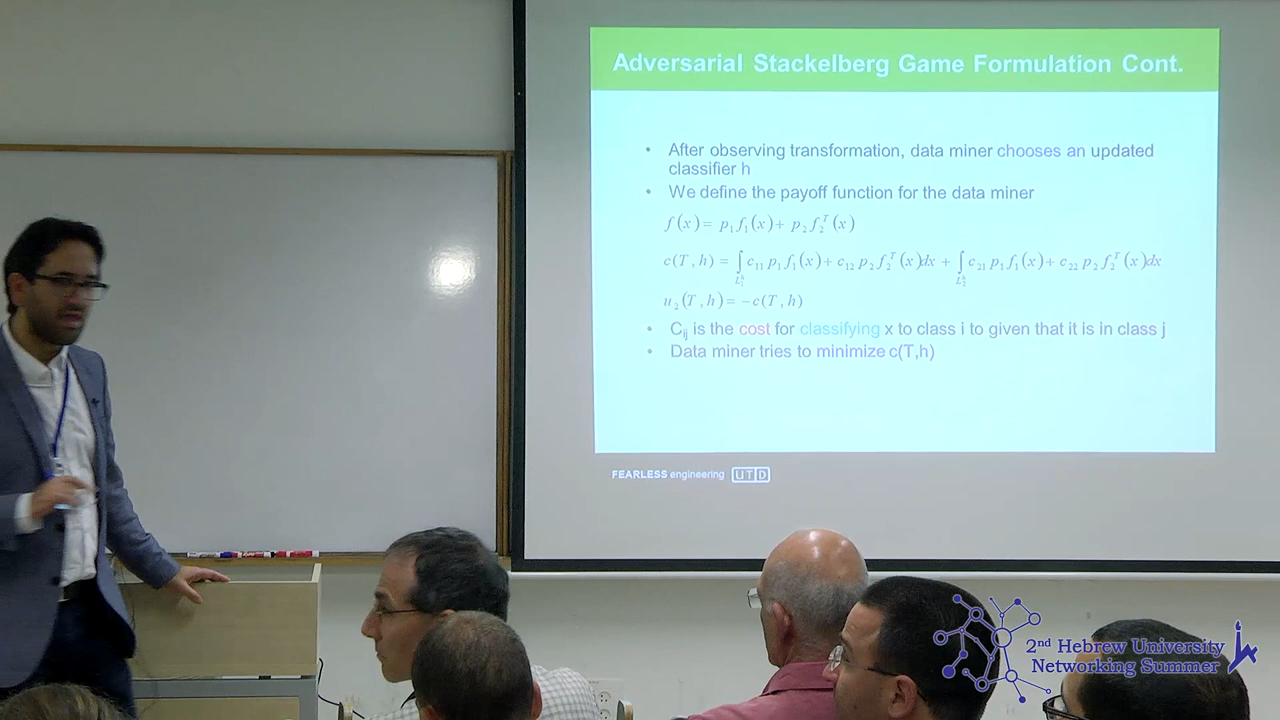 Adversarial Stackelberg Game Formulation Cont.
• After observing transformation, data miner chooses an updated
classifier h
• We define the payoff function for the data miner
f(x) = p₁f₁(x) + p₂f₂ᵀ(x)
c(T,h) = ∫_{L₁ʰ} c₁₁p₁f₁(x) + c₁₂p₂f₂ᵀ(x)dx + ∫_{L₂ʰ} c₂₁p₁f₁(x) + c₂₂p₂f₂ᵀ(x)dx
u₂(T,h) = −c(T,h)
• Cᵢⱼ is the cost for classifying x to class i to given that it is in class j
• Data miner tries to minimize c(T,h)
FEARLESS engineering UTD
2nd Hebrew University
Networking Summer